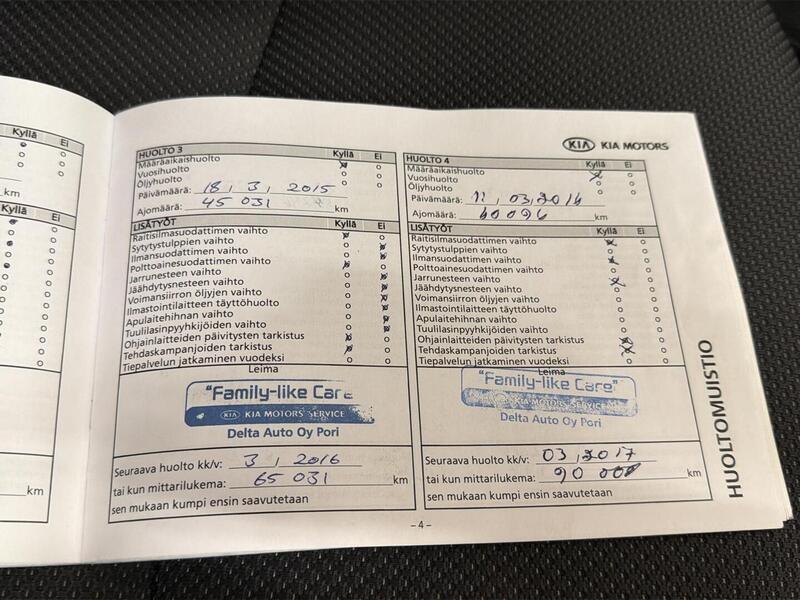 Kyllä Ei
km
Kyllä Ei
km
HUOLTO 3 Kyllä Ei
Määräaikaishuolto
Vuosihuolto
Öljyhuolto
Päivämäärä: 18, 3, 2015
Ajomäärä: 45 031 km
LISÄTYÖT Kyllä Ei
Raitisilmasuodattimen vaihto
Sytytystulppien vaihto
Ilmansuodattimen vaihto
Polttoainesuodattimen vaihto
Jarrunesteen vaihto
Jäähdytysnesteen vaihto
Voimansiirron öljyjen vaihto
Ilmastointilaitteen täyttöhuolto
Apulaitehihnan vaihto
Tuulilasinpyyhkijöiden vaihto
Ohjainlaitteiden päivitysten tarkistus
Tehdaskampanjoiden tarkistus
Tiepalvelun jatkaminen vuodeksi
Leima
"Family-like Care
KIA KIA MOTORS SERVICE
Delta Auto Oy Pori
Seuraava huolto kk/v: 3, 2016
tai kun mittarilukema: 65 031 km
sen mukaan kumpi ensin saavutetaan
KIA KIA MOTORS
HUOLTO 4 Kyllä Ei
Määräaikaishuolto
Vuosihuolto
Öljyhuolto
Päivämäärä: 11, 03, 2016
Ajomäärä: 60096 km
LISÄTYÖT Kyllä Ei
Raitisilmasuodattimen vaihto
Sytytystulppien vaihto
Ilmansuodattimen vaihto
Polttoainesuodattimen vaihto
Jarrunesteen vaihto
Jäähdytysnesteen vaihto
Voimansiirron öljyjen vaihto
Ilmastointilaitteen täyttöhuolto
Apulaitehihnan vaihto
Tuulilasinpyyhkijöiden vaihto
Ohjainlaitteiden päivitysten tarkistus
Tehdaskampanjoiden tarkistus
Tiepalvelun jatkaminen vuodeksi
Leima
"Family-like Care"
KIA MOTORS SERVICE
Delta Auto Oy Pori
Seuraava huolto kk/v: 03, 2017
tai kun mittarilukema: 90 000 km
sen mukaan kumpi ensin saavutetaan
HUOLTOMUISTIO
– 4 –